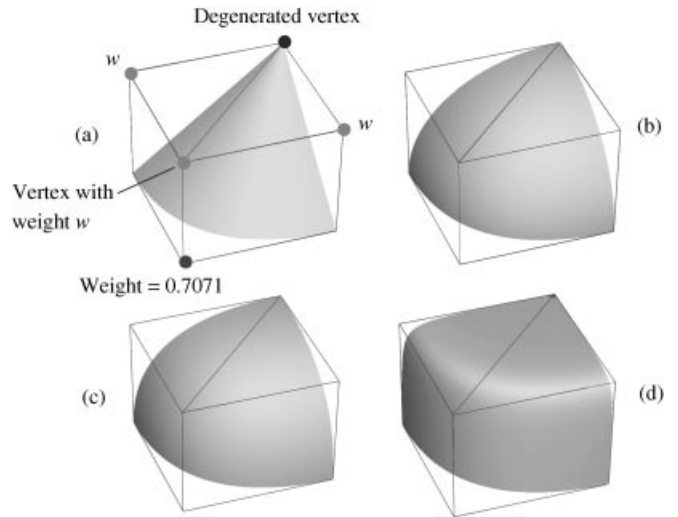 Degenerated vertex
w
(a)
w
(b)
Vertex with
weight w
Weight = 0.7071
(c)
(d)